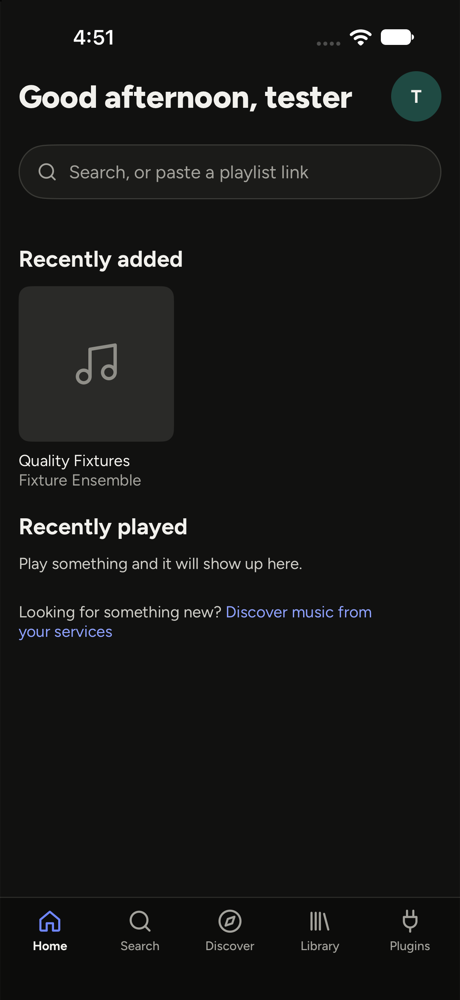 4:51
Good afternoon, tester
T
Search, or paste a playlist link
Recently added
Quality Fixtures
Fixture Ensemble
Recently played
Play something and it will show up here.
Looking for something new? Discover music from
your services
Home
Search
Discover
Library
Plugins